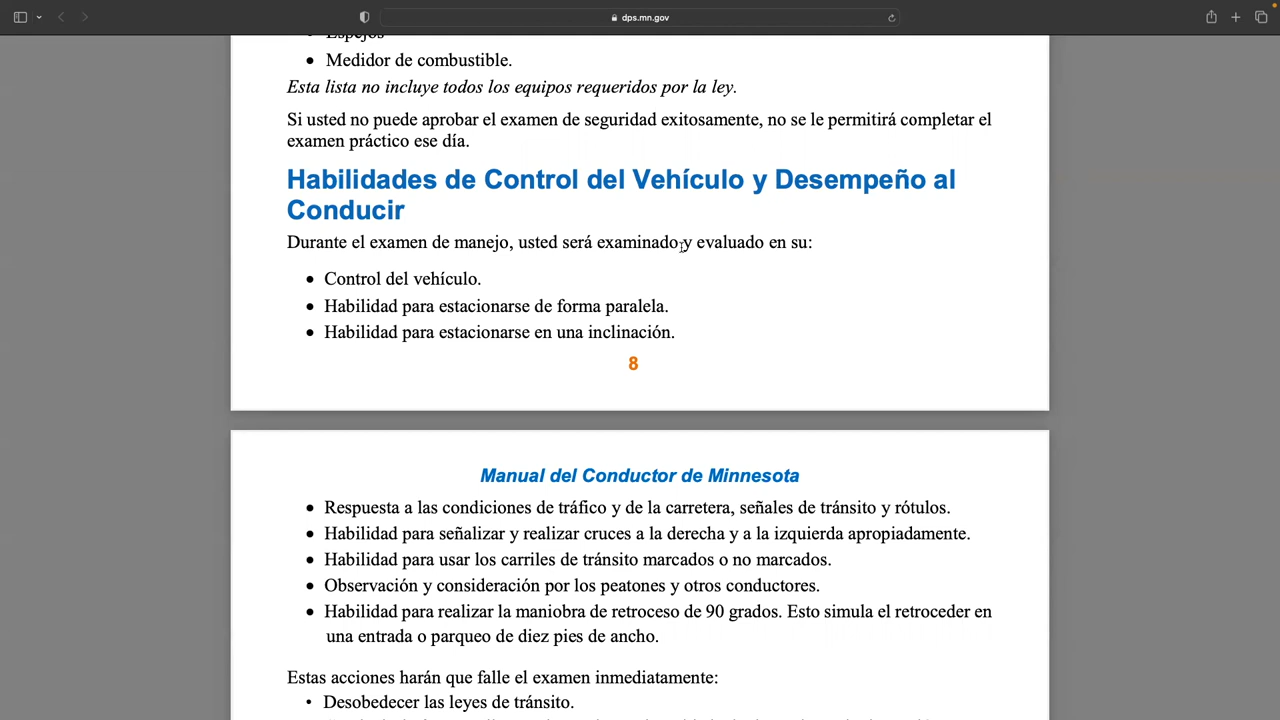 dps.mn.gov
• Espejos
• Medidor de combustible.
Esta lista no incluye todos los equipos requeridos por la ley.
Si usted no puede aprobar el examen de seguridad exitosamente, no se le permitirá completar el
examen práctico ese día.
Habilidades de Control del Vehículo y Desempeño al
Conducir
Durante el examen de manejo, usted será examinado y evaluado en su:
• Control del vehículo.
• Habilidad para estacionarse de forma paralela.
• Habilidad para estacionarse en una inclinación.
8
Manual del Conductor de Minnesota
• Respuesta a las condiciones de tráfico y de la carretera, señales de tránsito y rótulos.
• Habilidad para señalizar y realizar cruces a la derecha y a la izquierda apropiadamente.
• Habilidad para usar los carriles de tránsito marcados o no marcados.
• Observación y consideración por los peatones y otros conductores.
• Habilidad para realizar la maniobra de retroceso de 90 grados. Esto simula el retroceder en
una entrada o parqueo de diez pies de ancho.
Estas acciones harán que falle el examen inmediatamente:
• Desobedecer las leyes de tránsito.